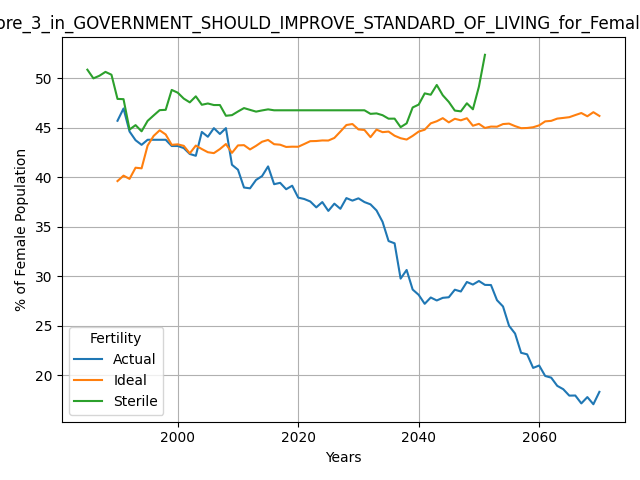 ore_3_in_GOVERNMENT_SHOULD_IMPROVE_STANDARD_OF_LIVING_for_Femal
% of Female Population
50
45
40
35
30
25
20
Fertility
Actual
Ideal
Sterile
2000
2020
2040
2060
Years